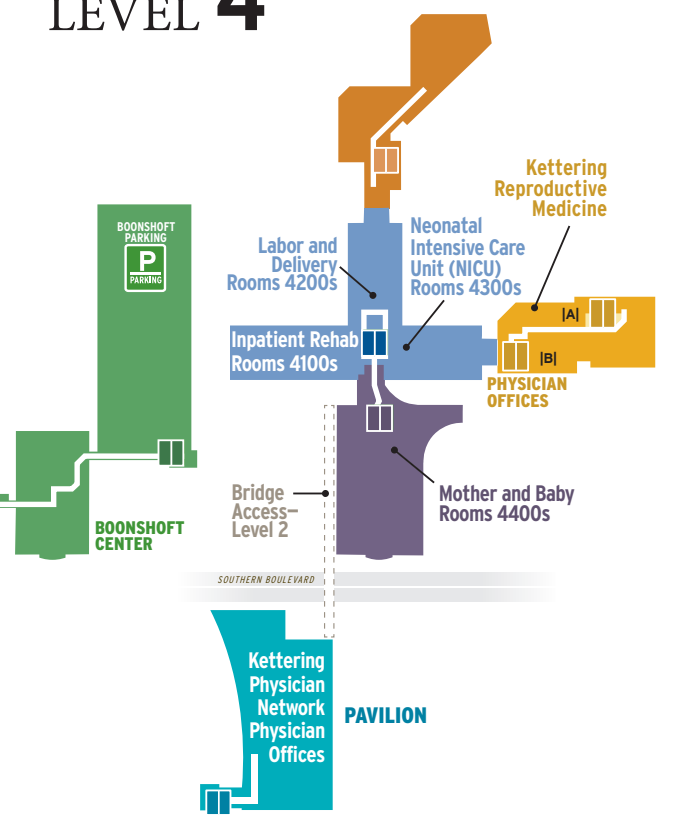 LEVEL 4
Kettering
Reproductive
Medicine
BOONSHOFT
PARKING
P
PARKING
Labor and
Delivery
Rooms 4200s
Neonatal
Intensive Care
Unit (NICU)
Rooms 4300s
|A|
|B|
Inpatient Rehab
Rooms 4100s
PHYSICIAN
OFFICES
Bridge
Access–
Level 2
Mother and Baby
Rooms 4400s
BOONSHOFT
CENTER
SOUTHERN BOULEVARD
Kettering
Physician
Network
Physician
Offices
PAVILION